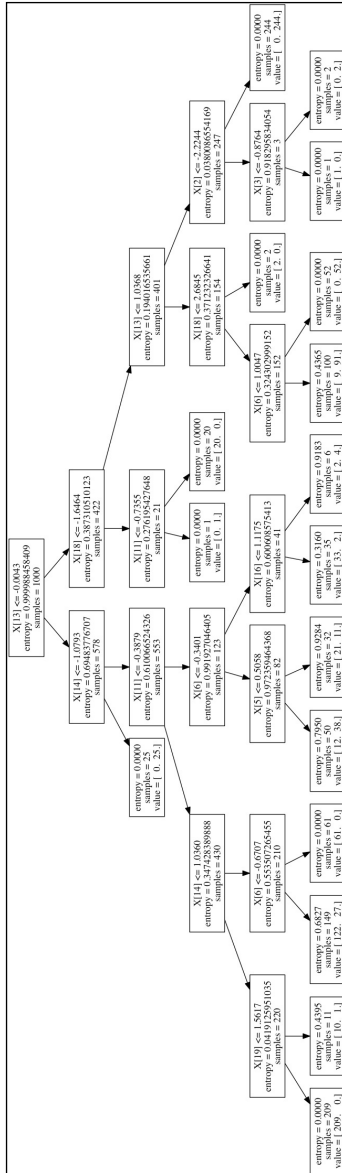 X[13] <= -0.0043
entropy = 0.999988458409
samples = 1000
X[14] <= -1.0793
entropy = 0.69483776707
samples = 578
X[18] <= -1.6464
entropy = 0.387310510123
samples = 422
entropy = 0.0000
samples = 25
value = [ 0. 25.]
X[11] <= -0.3879
entropy = 0.610066524326
samples = 553
X[11] <= -0.7355
entropy = 0.276195427648
samples = 21
X[13] <= 1.0368
entropy = 0.194016535661
samples = 401
X[14] <= 1.0360
entropy = 0.347428389888
samples = 430
X[6] <= -0.3401
entropy = 0.991927046405
samples = 123
entropy = 0.0000
samples = 1
value = [ 0. 1.]
entropy = 0.0000
samples = 20
value = [ 20. 0.]
X[18] <= 2.6845
entropy = 0.371232326641
samples = 154
X[2] <= -2.2244
entropy = 0.0380086554169
samples = 247
X[19] <= 1.5617
entropy = 0.0419125951035
samples = 220
X[6] <= -0.6707
entropy = 0.553507265455
samples = 210
X[5] <= 0.5058
entropy = 0.972359464368
samples = 82
X[16] <= 1.1175
entropy = 0.600608575413
samples = 41
X[6] <= 1.0047
entropy = 0.324302999152
samples = 152
entropy = 0.0000
samples = 2
value = [ 2. 0.]
X[3] <= -0.8764
entropy = 0.918295834054
samples = 3
entropy = 0.0000
samples = 244
value = [ 0. 244.]
entropy = 0.0000
samples = 209
value = [ 209. 0.]
entropy = 0.4395
samples = 11
value = [ 10. 1.]
entropy = 0.6827
samples = 149
value = [ 122. 27.]
entropy = 0.0000
samples = 61
value = [ 61. 0.]
entropy = 0.7950
samples = 50
value = [ 12. 38.]
entropy = 0.9284
samples = 32
value = [ 21. 11.]
entropy = 0.3160
samples = 35
value = [ 33. 2.]
entropy = 0.9183
samples = 6
value = [ 2. 4.]
entropy = 0.4365
samples = 100
value = [ 9. 91.]
entropy = 0.0000
samples = 52
value = [ 0. 52.]
entropy = 0.0000
samples = 1
value = [ 1. 0.]
entropy = 0.0000
samples = 2
value = [ 0. 2.]